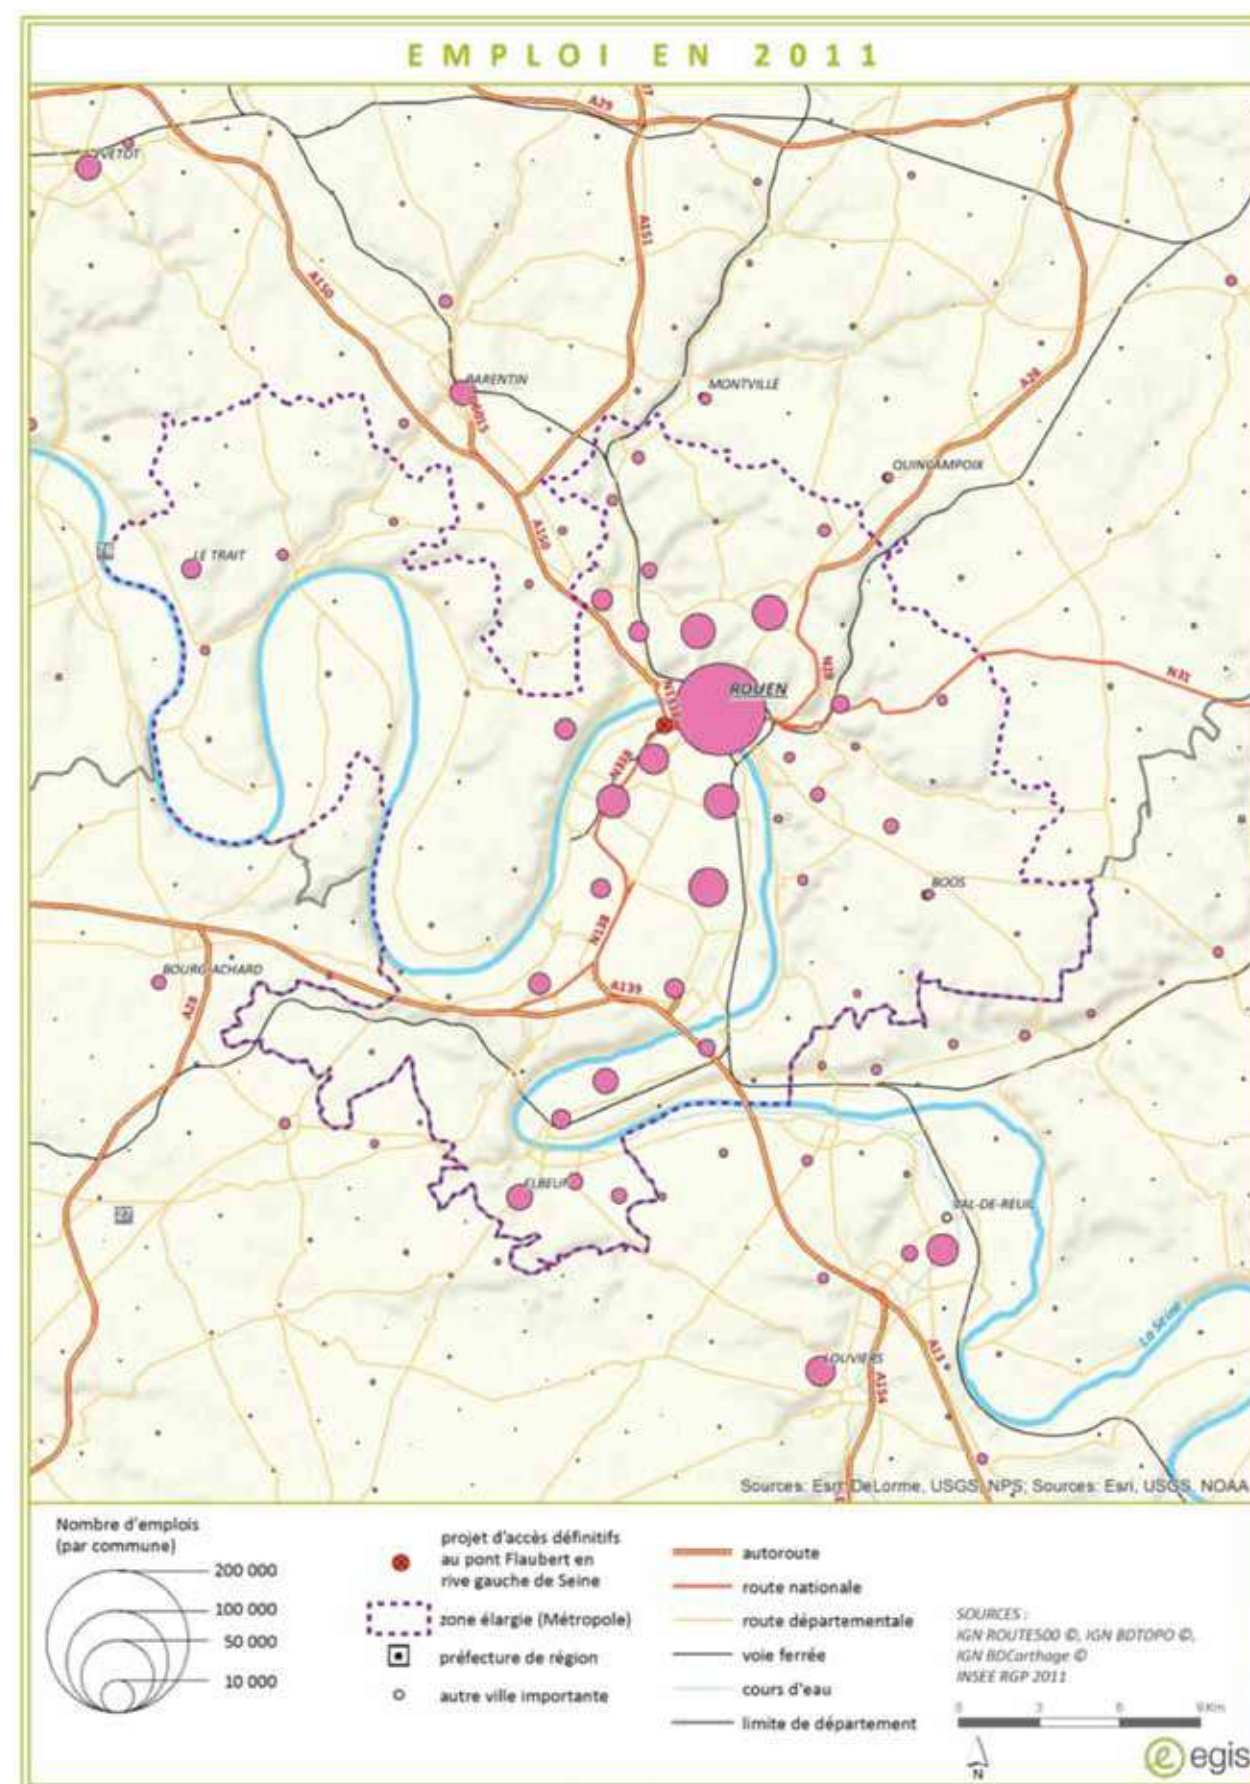 EMPLOI EN 2011
A29
YVETOT
A151
A150
A28
BARENTIN
MONTVILLE
QUINCAMPOIX
A150
LE TRAIT
ROUEN
N31
BOOS
N138
BOURG-ACHARD
A28
A139
ELBEUF
VAL-DE-REUIL
La Seine
LOUVIERS
A13
A154
Sources: Esri, DeLorme, USGS, NPS; Sources: Esri, USGS, NOAA
Nombre d'emplois
(par commune)
200 000
100 000
50 000
10 000
projet d'accès définitifs
au pont Flaubert en
rive gauche de Seine
zone élargie (Métropole)
préfecture de région
autre ville importante
autoroute
route nationale
route départementale
voie ferrée
cours d'eau
limite de département
SOURCES :
IGN ROUTE500 ©, IGN BDTOPO ©,
IGN BDCarthage ©
INSEE RGP 2011
0 3 6 9 Km
N
egis